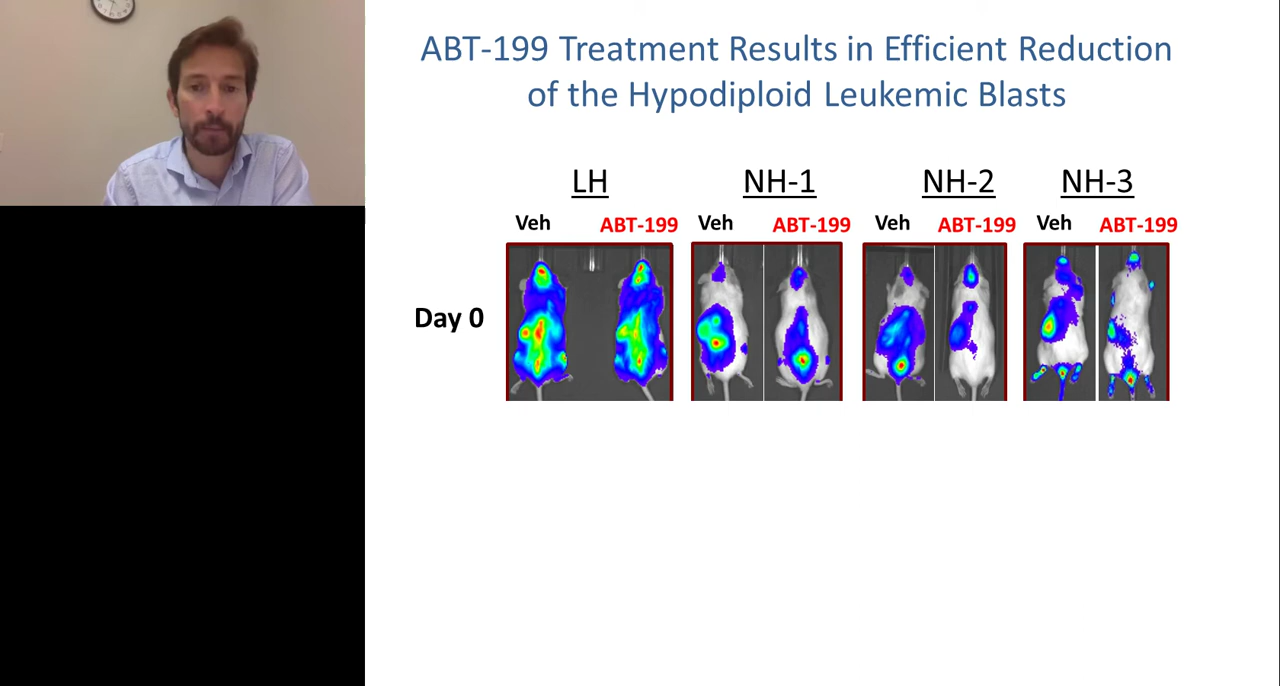 ABT-199 Treatment Results in Efficient Reduction
of the Hypodiploid Leukemic Blasts
LH NH-1 NH-2 NH-3
Veh ABT-199 Veh ABT-199 Veh ABT-199 Veh ABT-199
Day 0